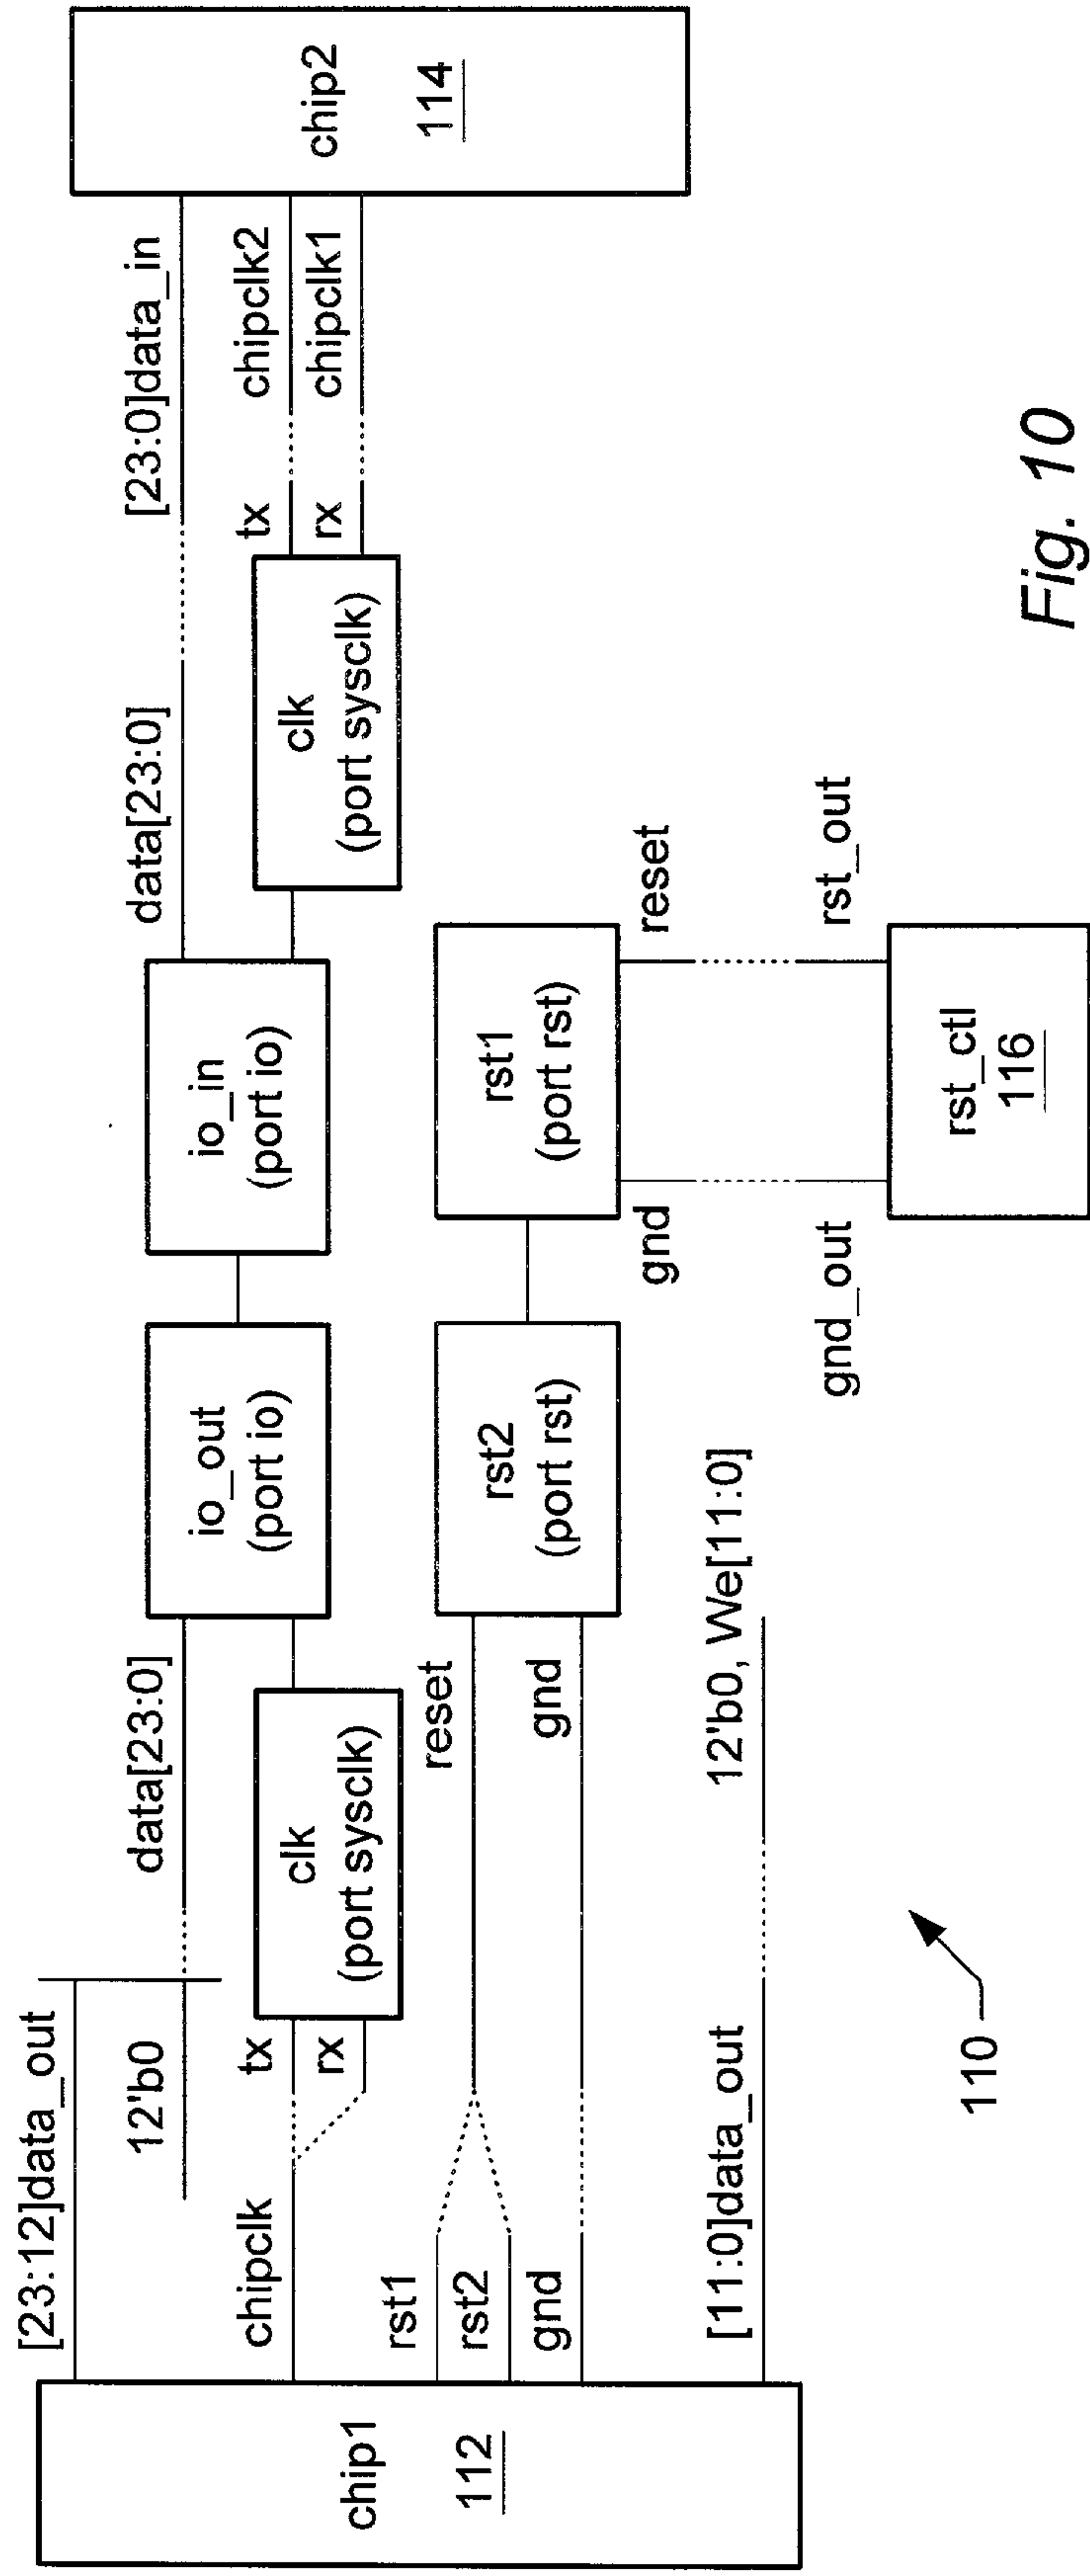 [23:12]data_out
12'b0
data[23:0]
data[23:0]
[23:0]data_in
chip1
112
chipclk
tx
rx
clk
(port sysclk)
io_out
(port io)
io_in
(port io)
clk
(port sysclk)
tx
rx
chipclk2
chipclk1
chip2
114
rst1
rst2
gnd
reset
gnd
rst2
(port rst)
rst1
(port rst)
gnd
reset
gnd_out
rst_out
rst_ctl
116
[11:0]data_out
12'b0, We[11:0]
110
Fig. 10